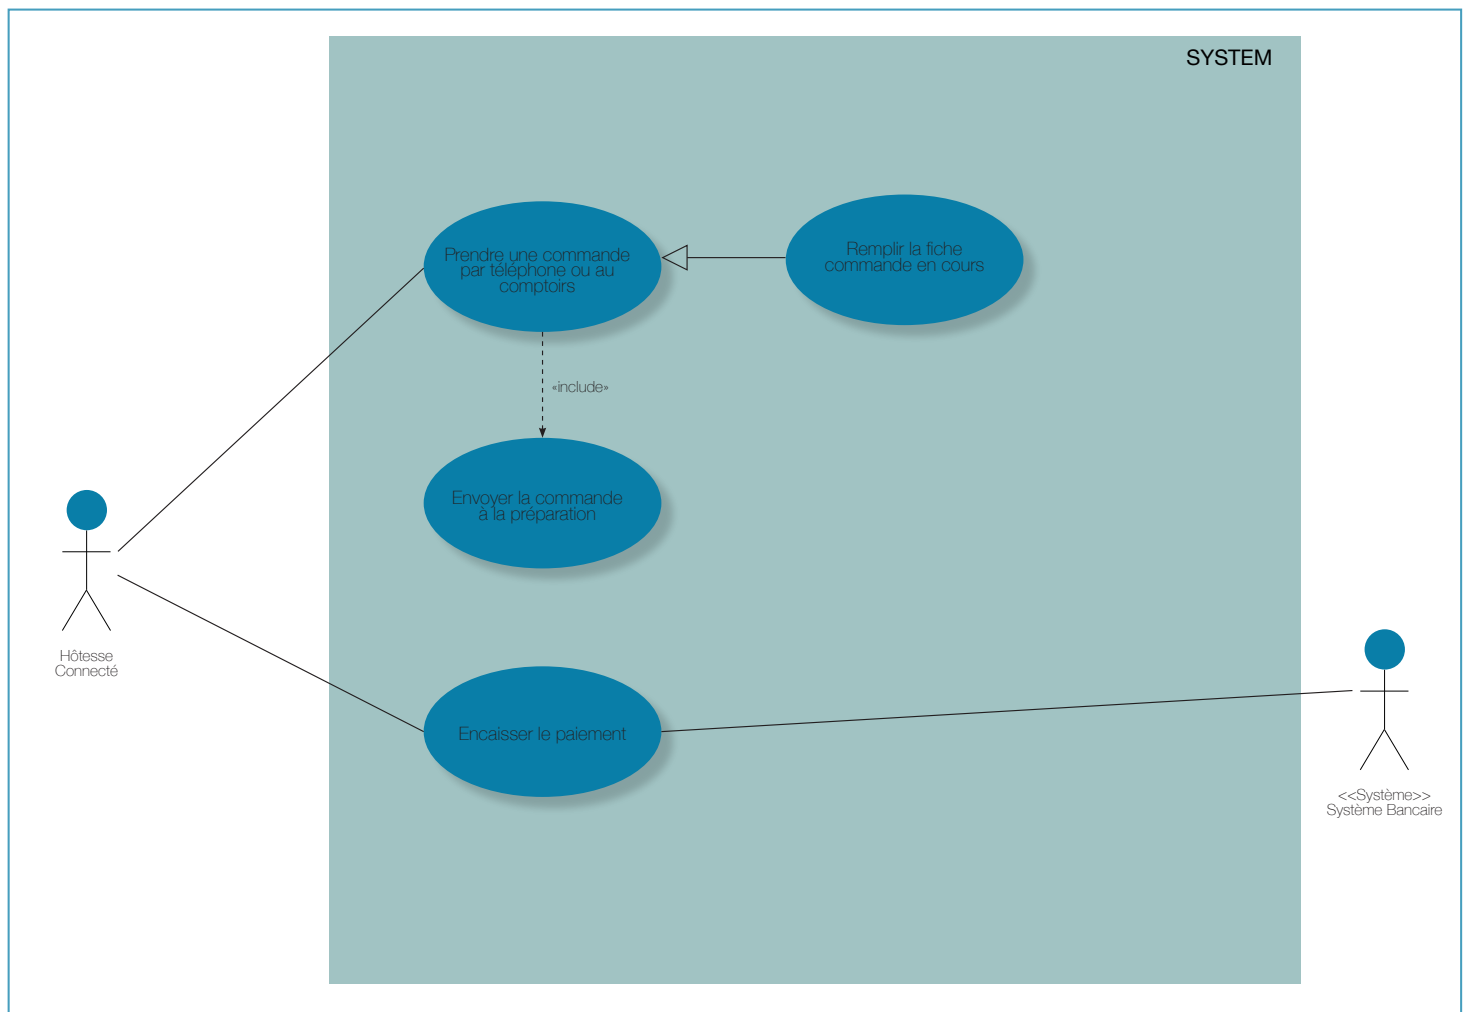 SYSTEM
Prendre une commande
par téléphone ou au
comptoirs
Remplir la fiche
commande en cours
«include»
Envoyer la commande
à la préparation
Hôtesse
Connecté
Encaisser le paiement
<<Système>>
Système Bancaire